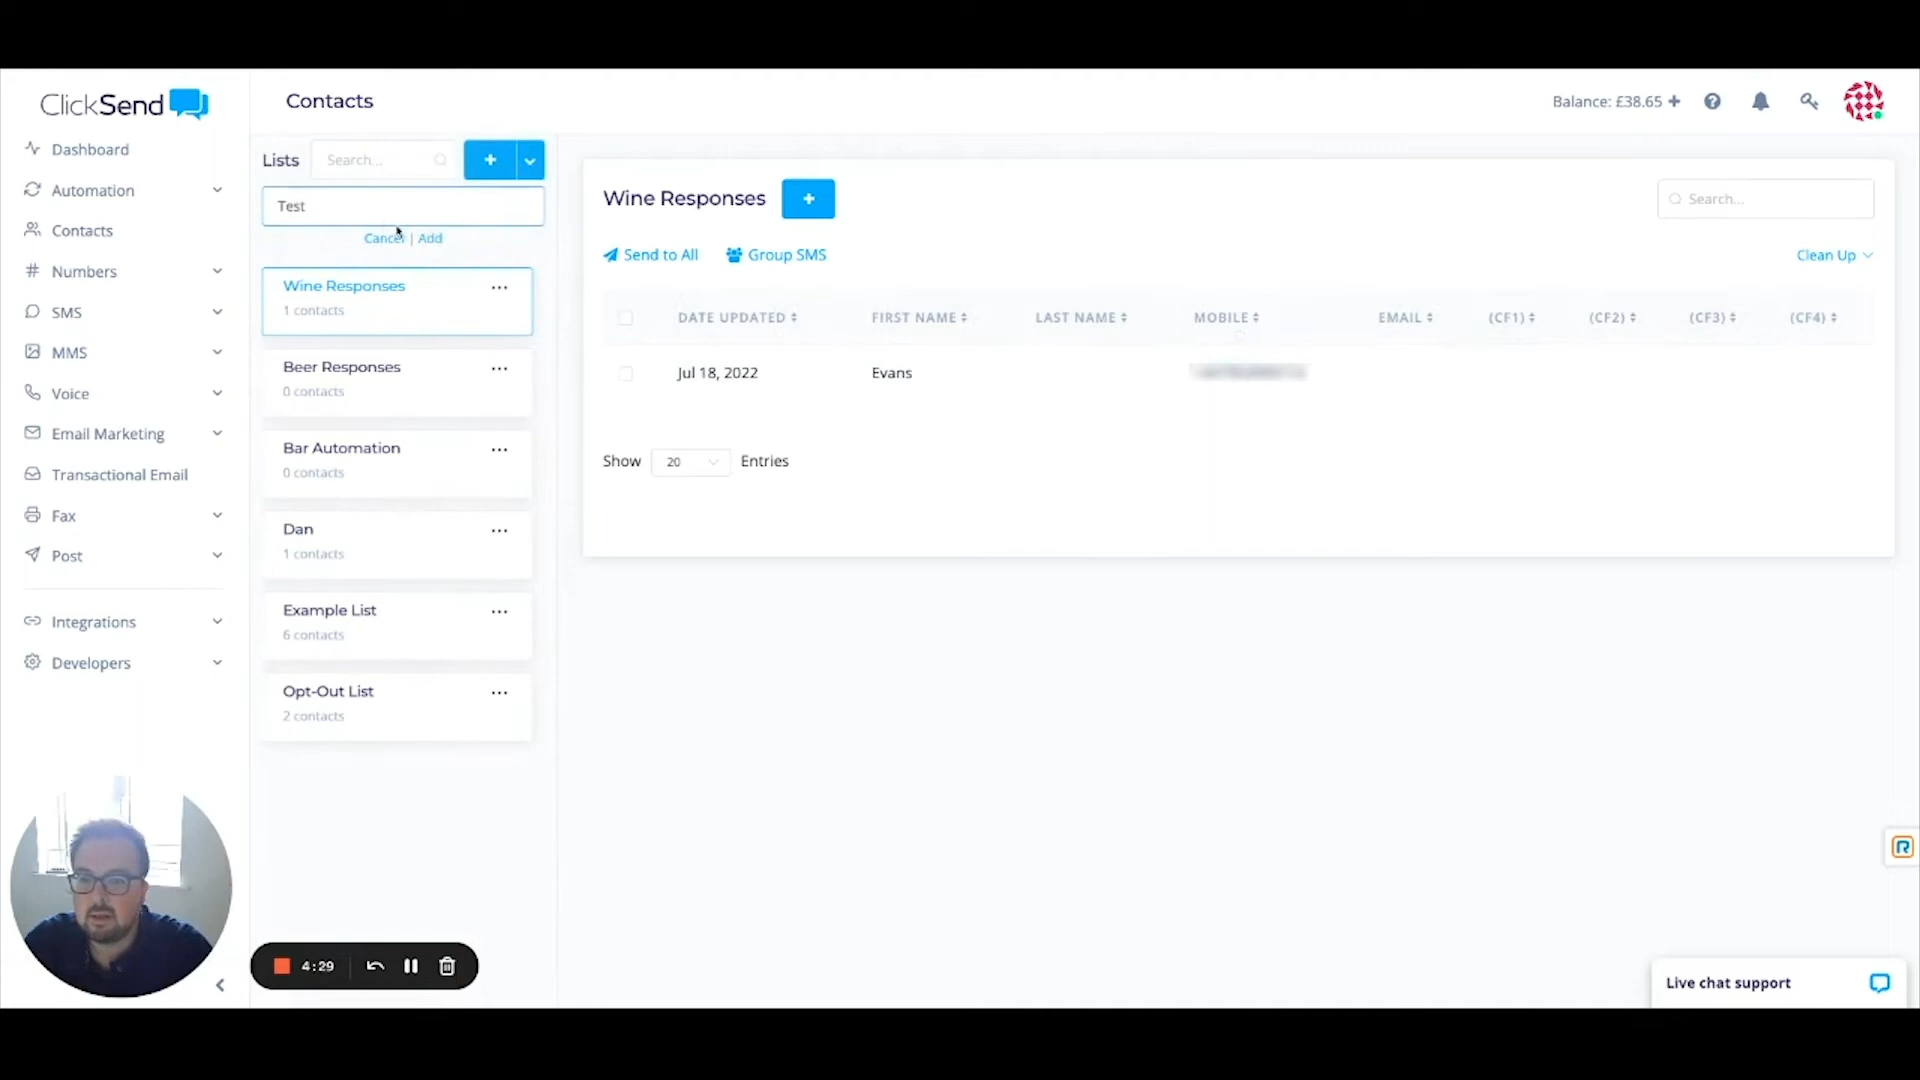 ClickSend
Contacts
Balance: £38.65
Dashboard
Automation
Contacts
Numbers
SMS
MMS
Voice
Email Marketing
Transactional Email
Fax
Post
Integrations
Developers
Lists
Search...
Test
Cancel | Add
Wine Responses
1 contacts
Beer Responses
0 contacts
Bar Automation
0 contacts
Dan
1 contacts
Example List
6 contacts
Opt-Out List
2 contacts
Wine Responses
Search...
Send to All
Group SMS
Clean Up
DATE UPDATED FIRST NAME LAST NAME MOBILE EMAIL (CF1) (CF2) (CF3) (CF4)
Jul 18, 2022 Evans
Show 20 Entries
4:29
Live chat support